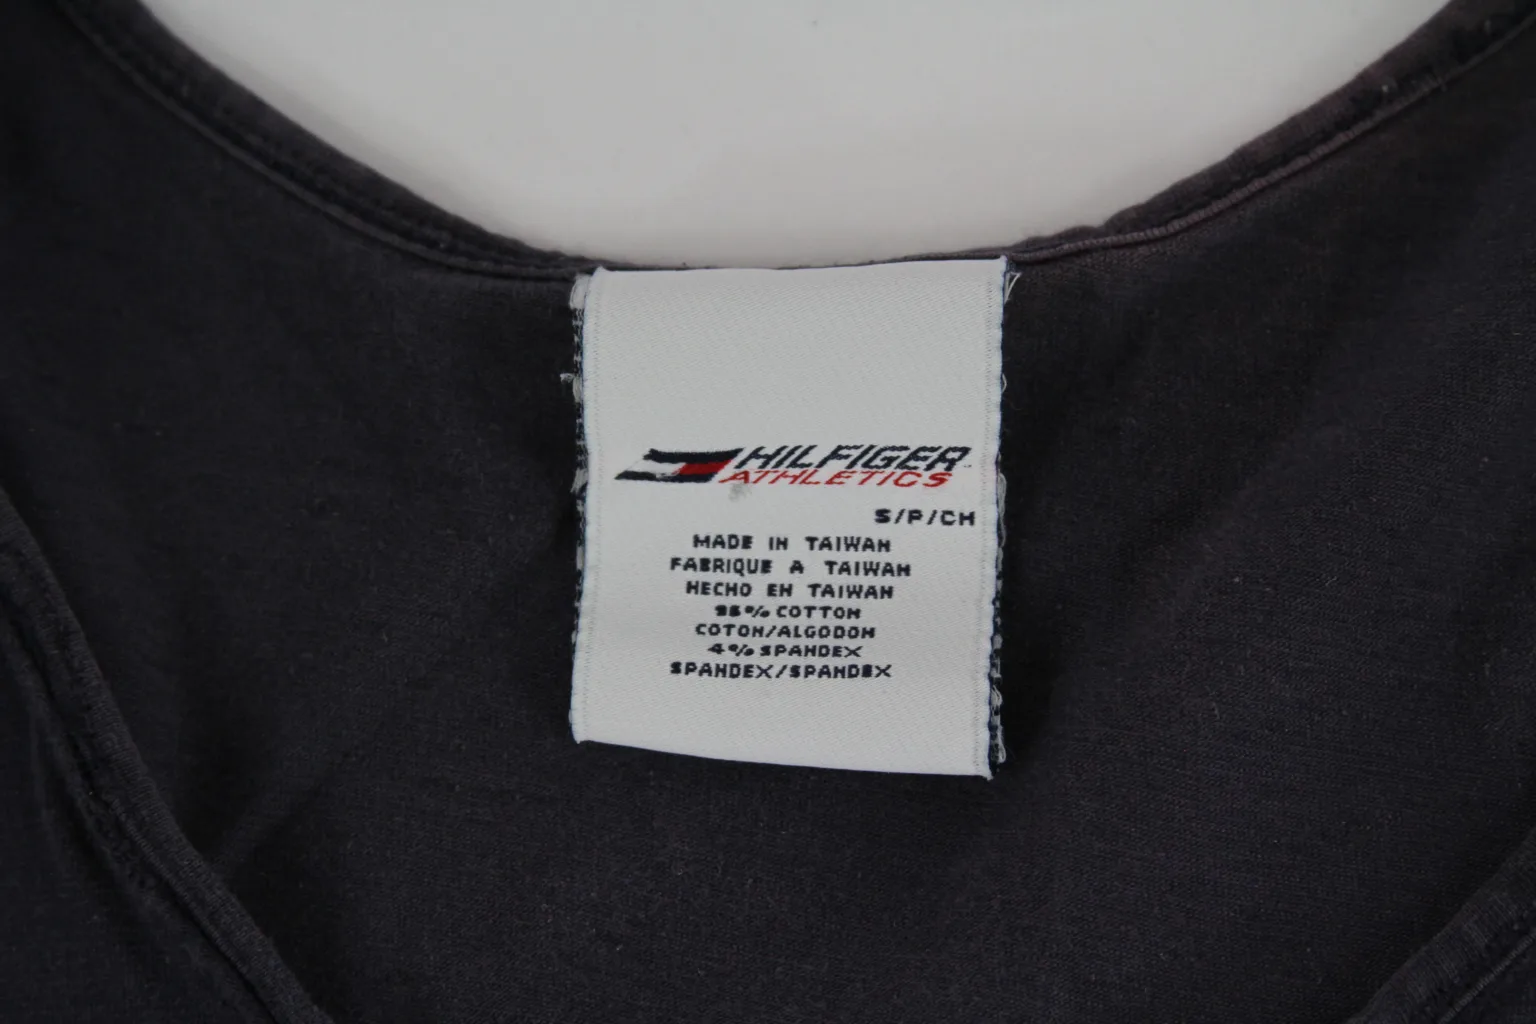 HILFIGER
ATHLETICS
S/P/CH
MADE IN TAIWAN
FABRIQUE A TAIWAN
HECHO EN TAIWAN
96% COTTON
COTON/ALGODON
4% SPANDEX
SPANDEX/SPANDEX